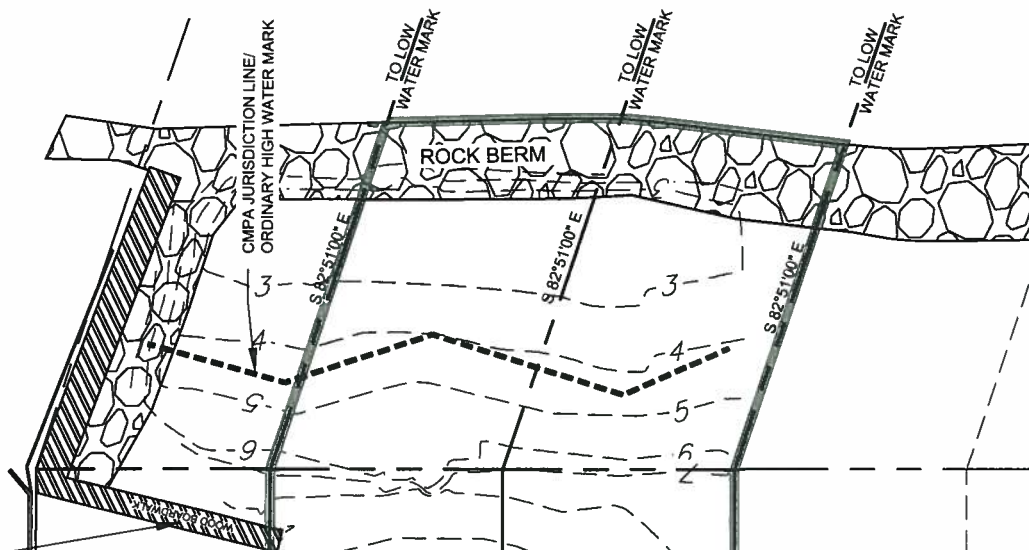 TO LOW
WATER MARK
TO LOW
WATER MARK
TO LOW
WATER MARK
CMPA JURISDICTION LINE/
ORDINARY HIGH WATER MARK
ROCK BERM
S 82°51'00" E
S 82°51'00" E
S 82°51'00" E
3
3
4
4
5
5
6
6
7
WOOD BOARDWALK